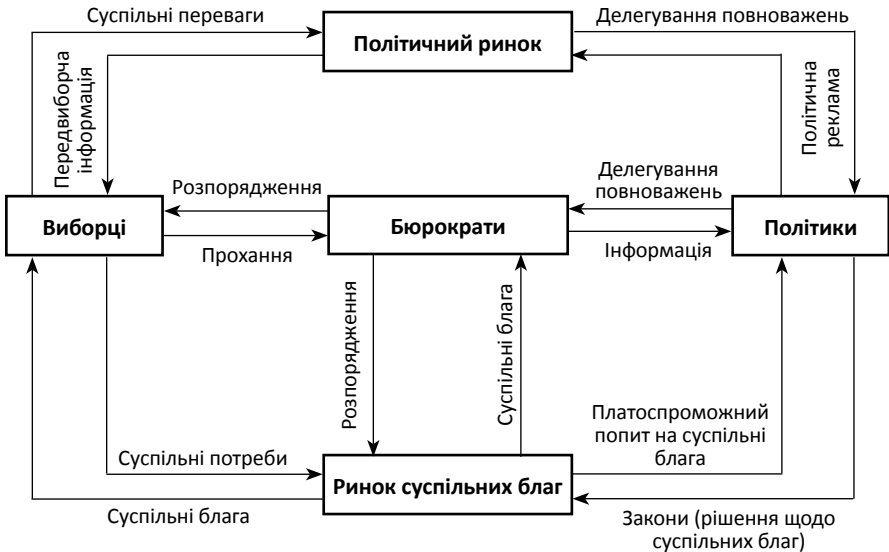 Суспільні переваги
Делегування повноважень
Політичний ринок
Передвиборча
інформація
Політична
реклама
Розпорядження
Делегування
повноважень
Виборці
Бюрократи
Політики
Прохання
Інформація
Розпорядження
Суспільні блага
Платоспроможний
попит на суспільні
блага
Суспільні потреби
Ринок суспільних благ
Суспільні блага
Закони (рішення щодо
суспільних благ)